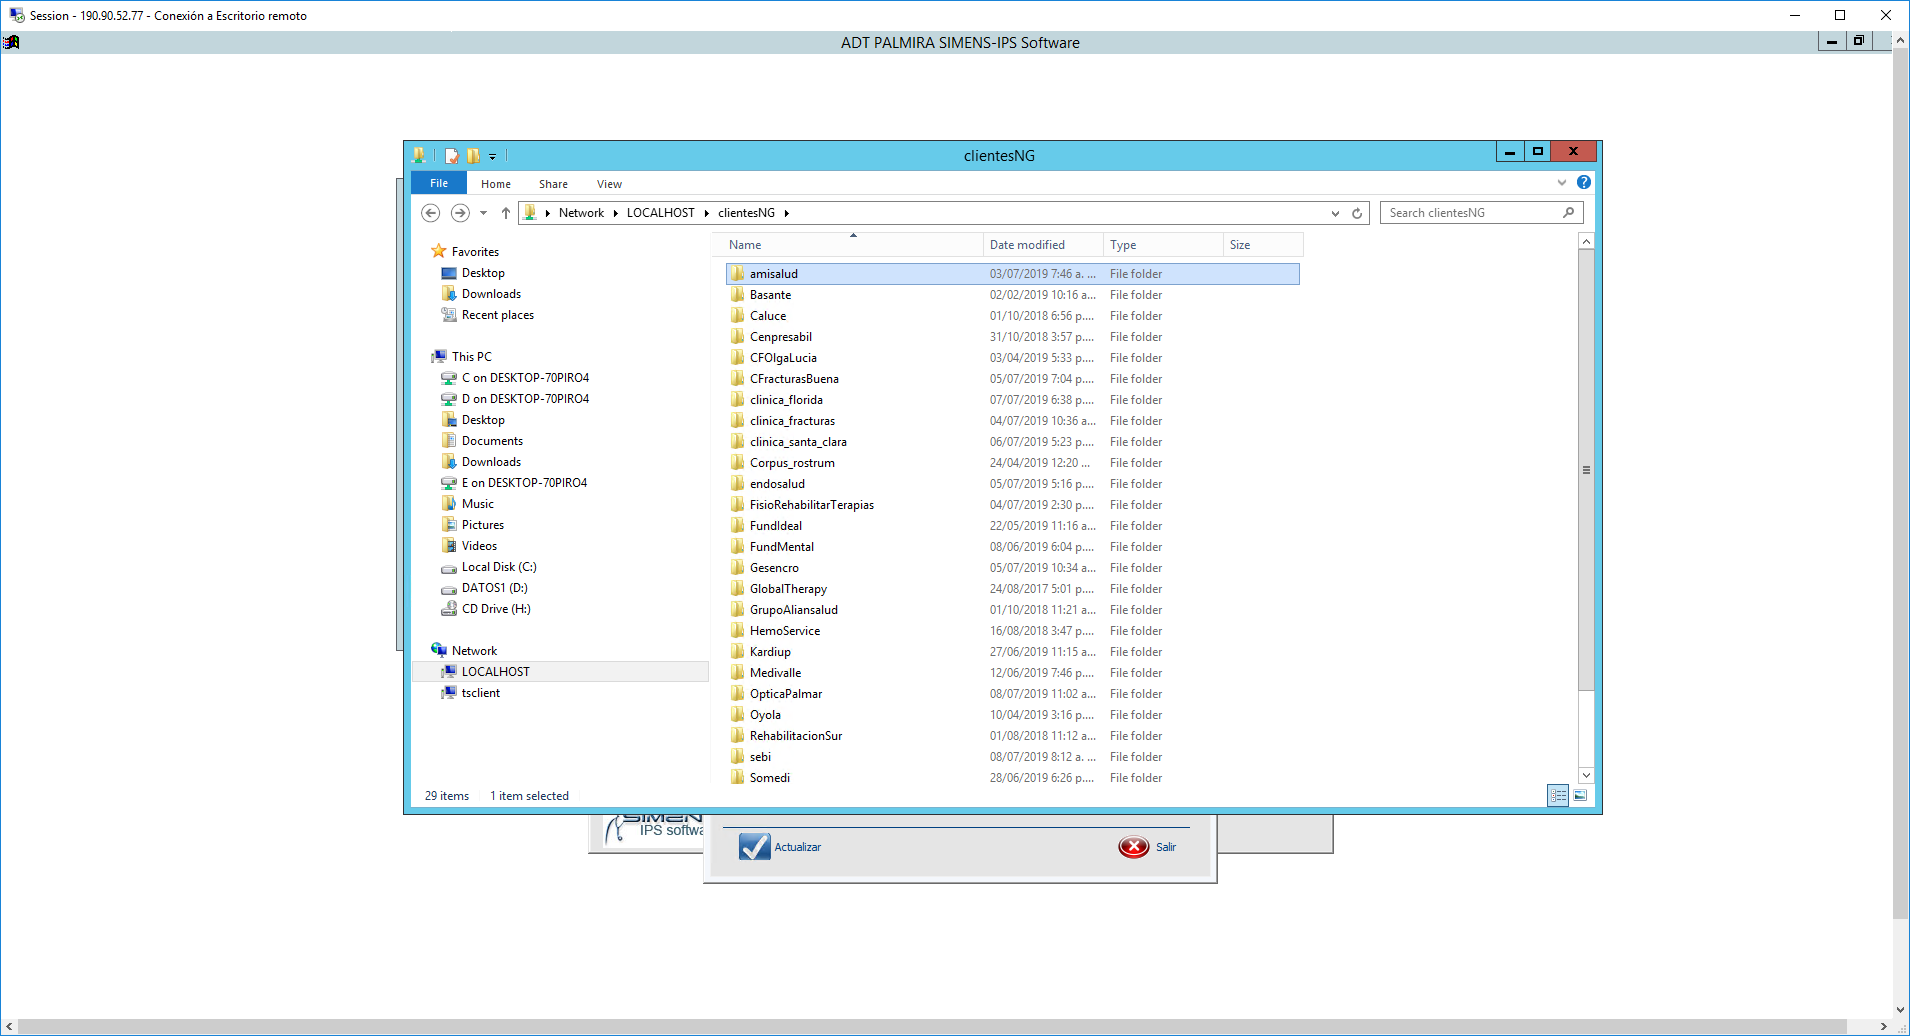 Session - 190.90.52.77 - Conexión a Escritorio remoto
ADT PALMIRA SIMENS-IPS Software
clientesNG
File Home Share View
Network LOCALHOST clientesNG
Search clientesNG
Favorites
Desktop
Downloads
Recent places
This PC
C on DESKTOP-70PIRO4
D on DESKTOP-70PIRO4
Desktop
Documents
Downloads
E on DESKTOP-70PIRO4
Music
Pictures
Videos
Local Disk (C:)
DATOS1 (D:)
CD Drive (H:)
Network
LOCALHOST
tsclient
Name Date modified Type Size
amisalud 03/07/2019 7:46 a. ... File folder
Basante 02/02/2019 10:16 a... File folder
Caluce 01/10/2018 6:56 p.... File folder
Cenpresabil 31/10/2018 3:57 p.... File folder
CFOlgaLucia 03/04/2019 5:33 p.... File folder
CFracturasBuena 05/07/2019 7:04 p.... File folder
clinica_florida 07/07/2019 6:38 p.... File folder
clinica_fracturas 04/07/2019 10:36 a... File folder
clinica_santa_clara 06/07/2019 5:23 p.... File folder
Corpus_rostrum 24/04/2019 12:20 ... File folder
endosalud 05/07/2019 5:16 p.... File folder
FisioRehabilitarTerapias 04/07/2019 2:30 p.... File folder
FundIdeal 22/05/2019 11:16 a... File folder
FundMental 08/06/2019 6:04 p.... File folder
Gesencro 05/07/2019 10:34 a... File folder
GlobalTherapy 24/08/2017 5:01 p.... File folder
GrupoAliansalud 01/10/2018 11:21 a... File folder
HemoService 16/08/2018 3:47 p.... File folder
Kardiup 27/06/2019 11:15 a... File folder
Medivalle 12/06/2019 7:46 p.... File folder
OpticaPalmar 08/07/2019 11:02 a... File folder
Oyola 10/04/2019 3:16 p.... File folder
RehabilitacionSur 01/08/2018 11:12 a... File folder
sebi 08/07/2019 8:12 a. ... File folder
Somedi 28/06/2019 6:26 p.... File folder
29 items 1 item selected
SIMEN
IPS softwa
Actualizar Salir